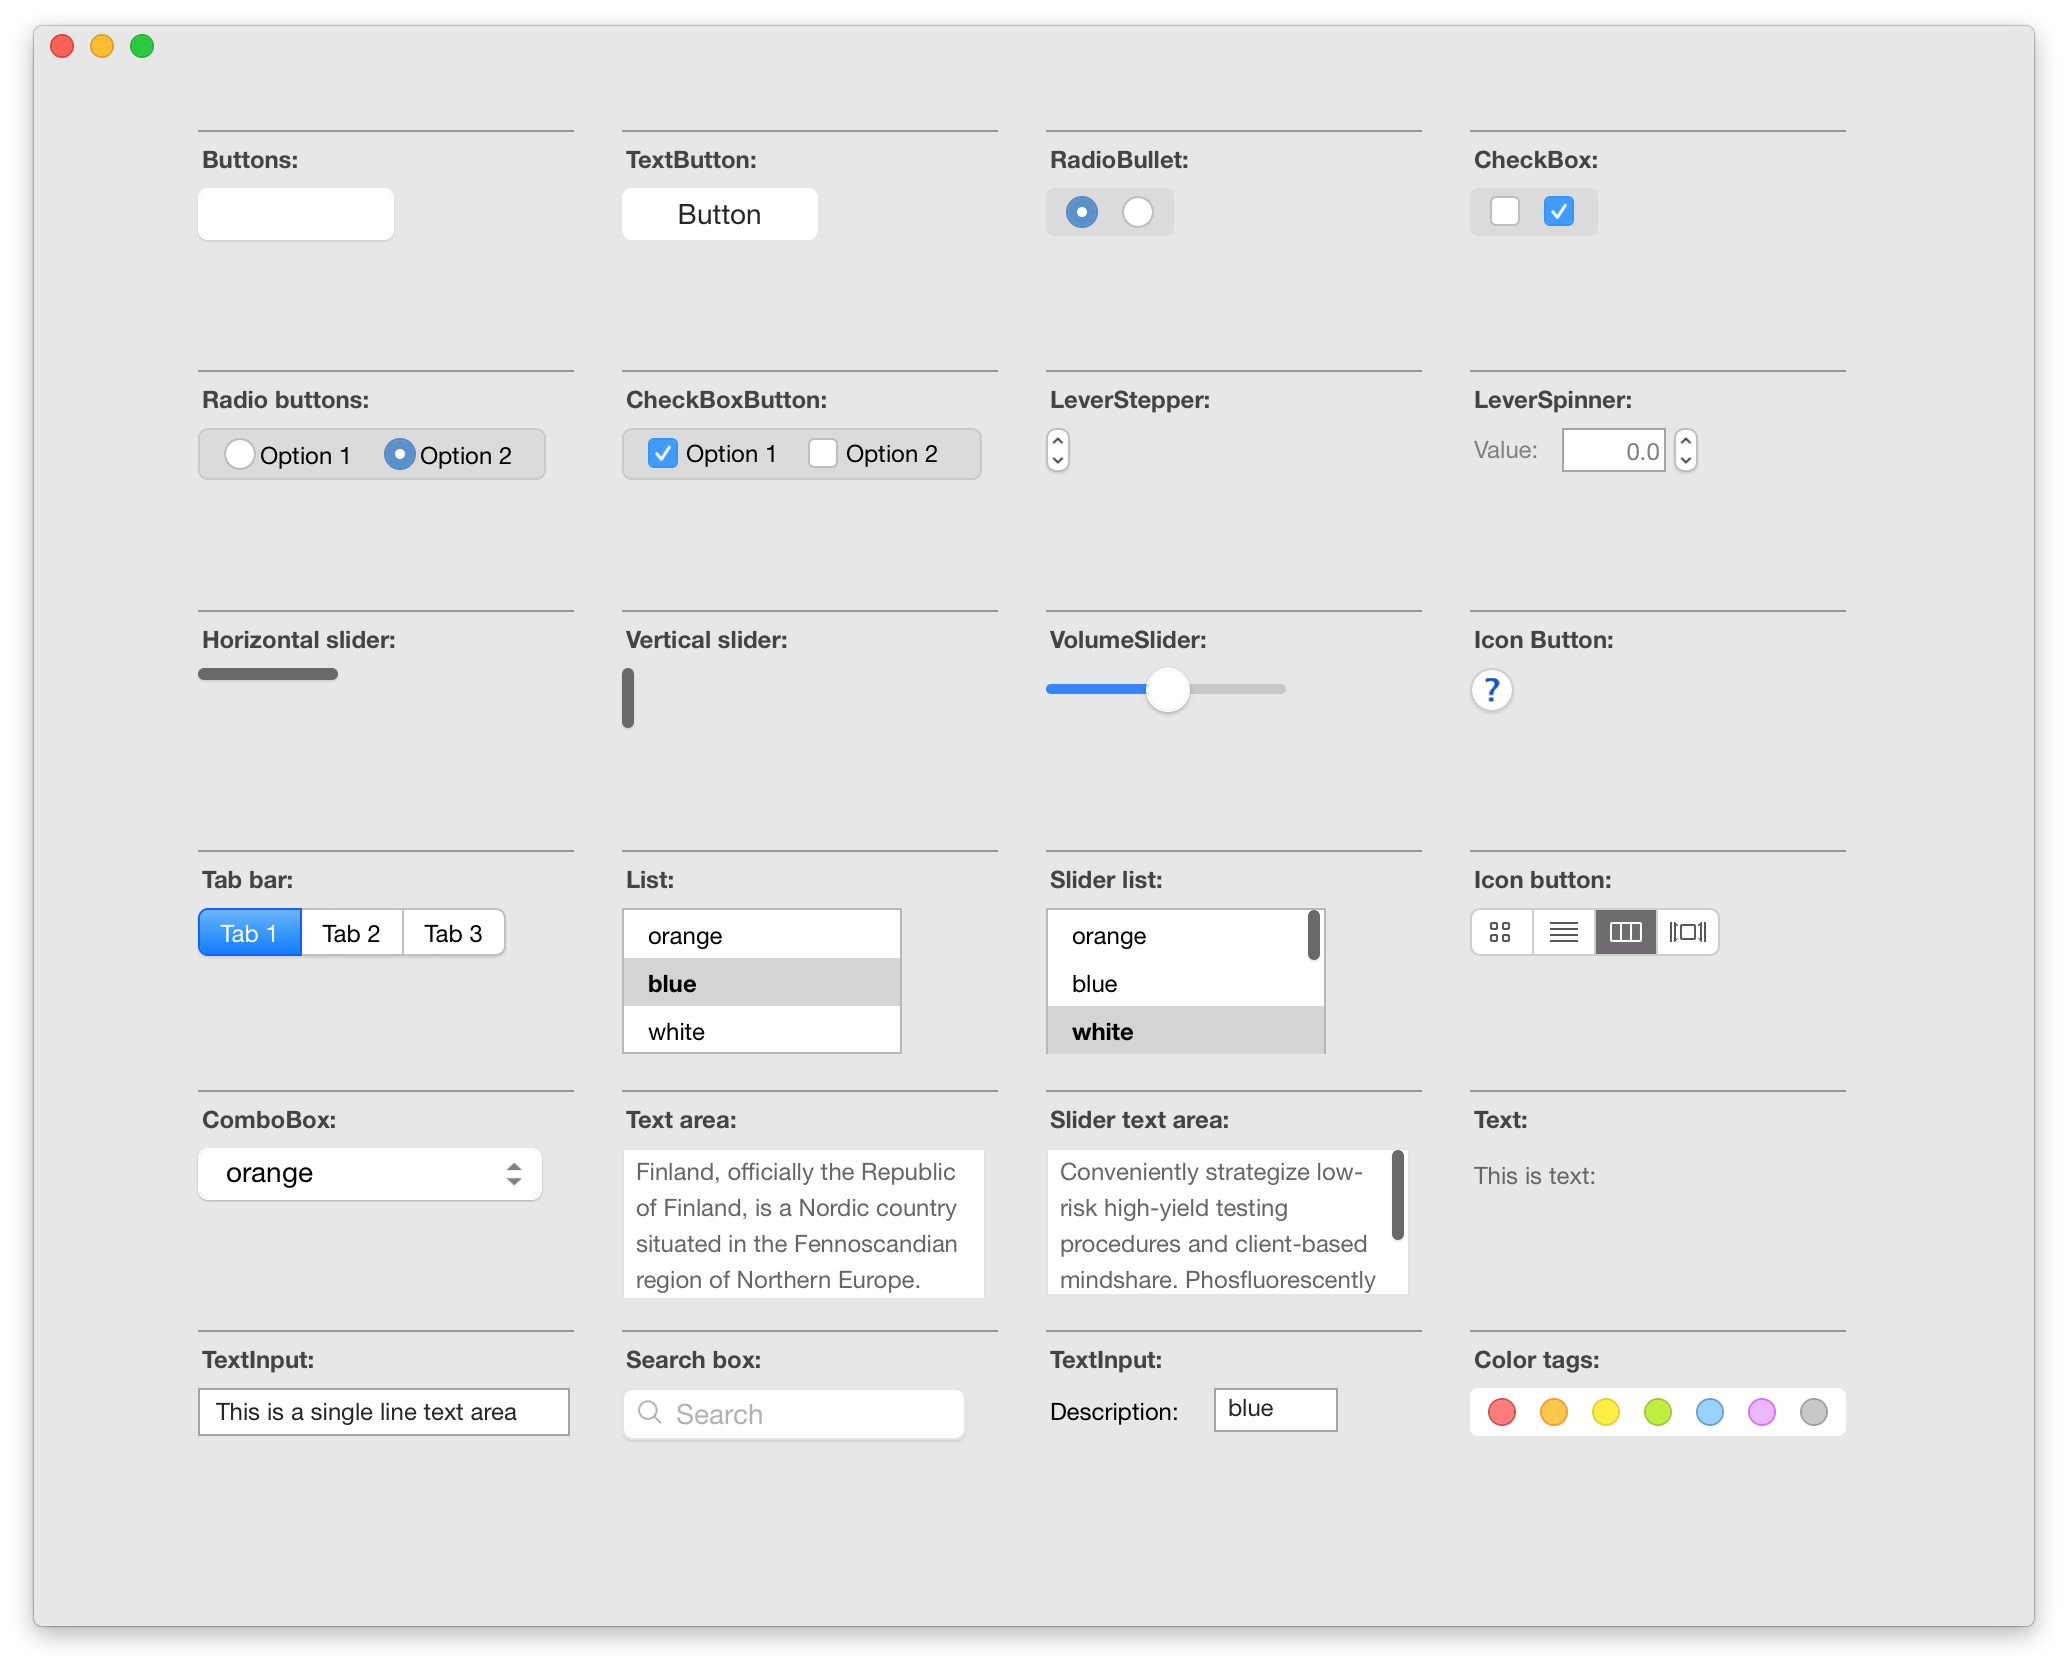 Buttons:
TextButton:
RadioBullet:
CheckBox:
Button
Radio buttons:
CheckBoxButton:
LeverStepper:
LeverSpinner:
Option 1
Option 2
Option 1
Option 2
Value:
0.0
Horizontal slider:
Vertical slider:
VolumeSlider:
Icon Button:
?
Tab bar:
List:
Slider list:
Icon button:
Tab 1
Tab 2
Tab 3
orange
blue
white
orange
blue
white
ComboBox:
Text area:
Slider text area:
Text:
orange
Finland, officially the Republic
of Finland, is a Nordic country
situated in the Fennoscandian
region of Northern Europe.
Conveniently strategize low-
risk high-yield testing
procedures and client-based
mindshare. Phosfluorescently
This is text:
TextInput:
Search box:
TextInput:
Color tags:
This is a single line text area
Search
Description:
blue